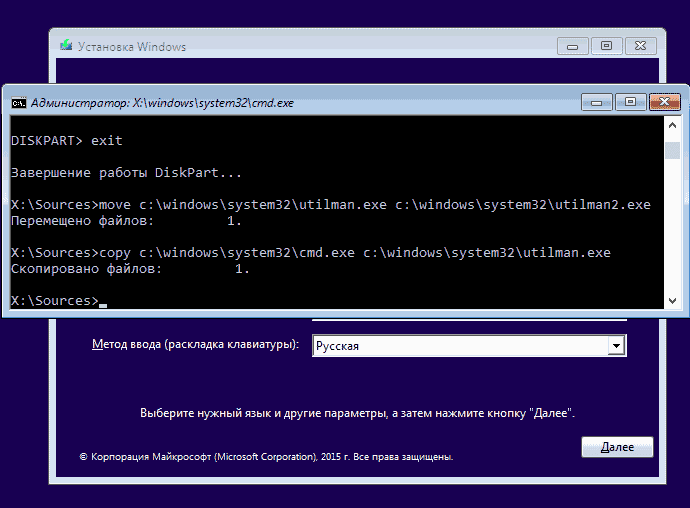 Установка Windows
Администратор: X:\windows\system32\cmd.exe
DISKPART> exit
Завершение работы DiskPart...
X:\Sources>move c:\windows\system32\utilman.exe c:\windows\system32\utilman2.exe
Перемещено файлов:         1.
X:\Sources>copy c:\windows\system32\cmd.exe c:\windows\system32\utilman.exe
Скопировано файлов:         1.
X:\Sources>
Метод ввода (раскладка клавиатуры): Русская
Выберите нужный язык и другие параметры, а затем нажмите кнопку "Далее".
© Корпорация Майкрософт (Microsoft Corporation), 2015 г. Все права защищены.
Далее